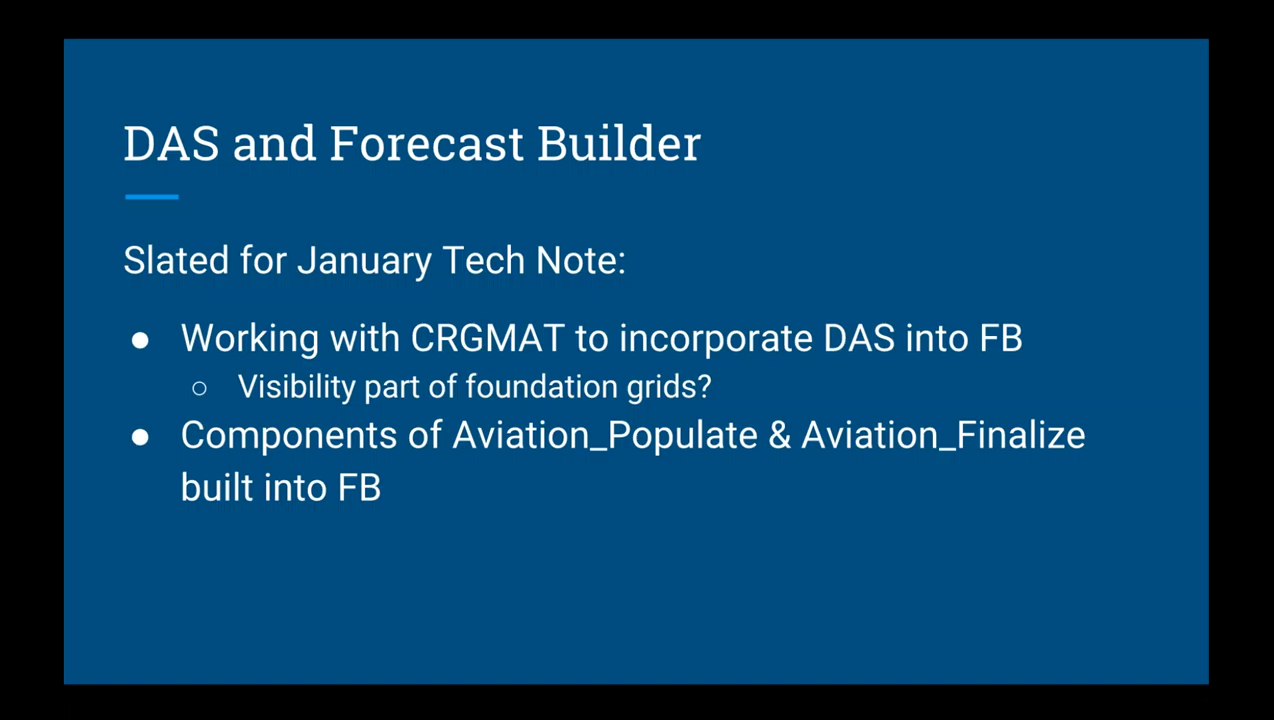 DAS and Forecast Builder
Slated for January Tech Note:
● Working with CRGMAT to incorporate DAS into FB
○ Visibility part of foundation grids?
● Components of Aviation_Populate & Aviation_Finalize
built into FB